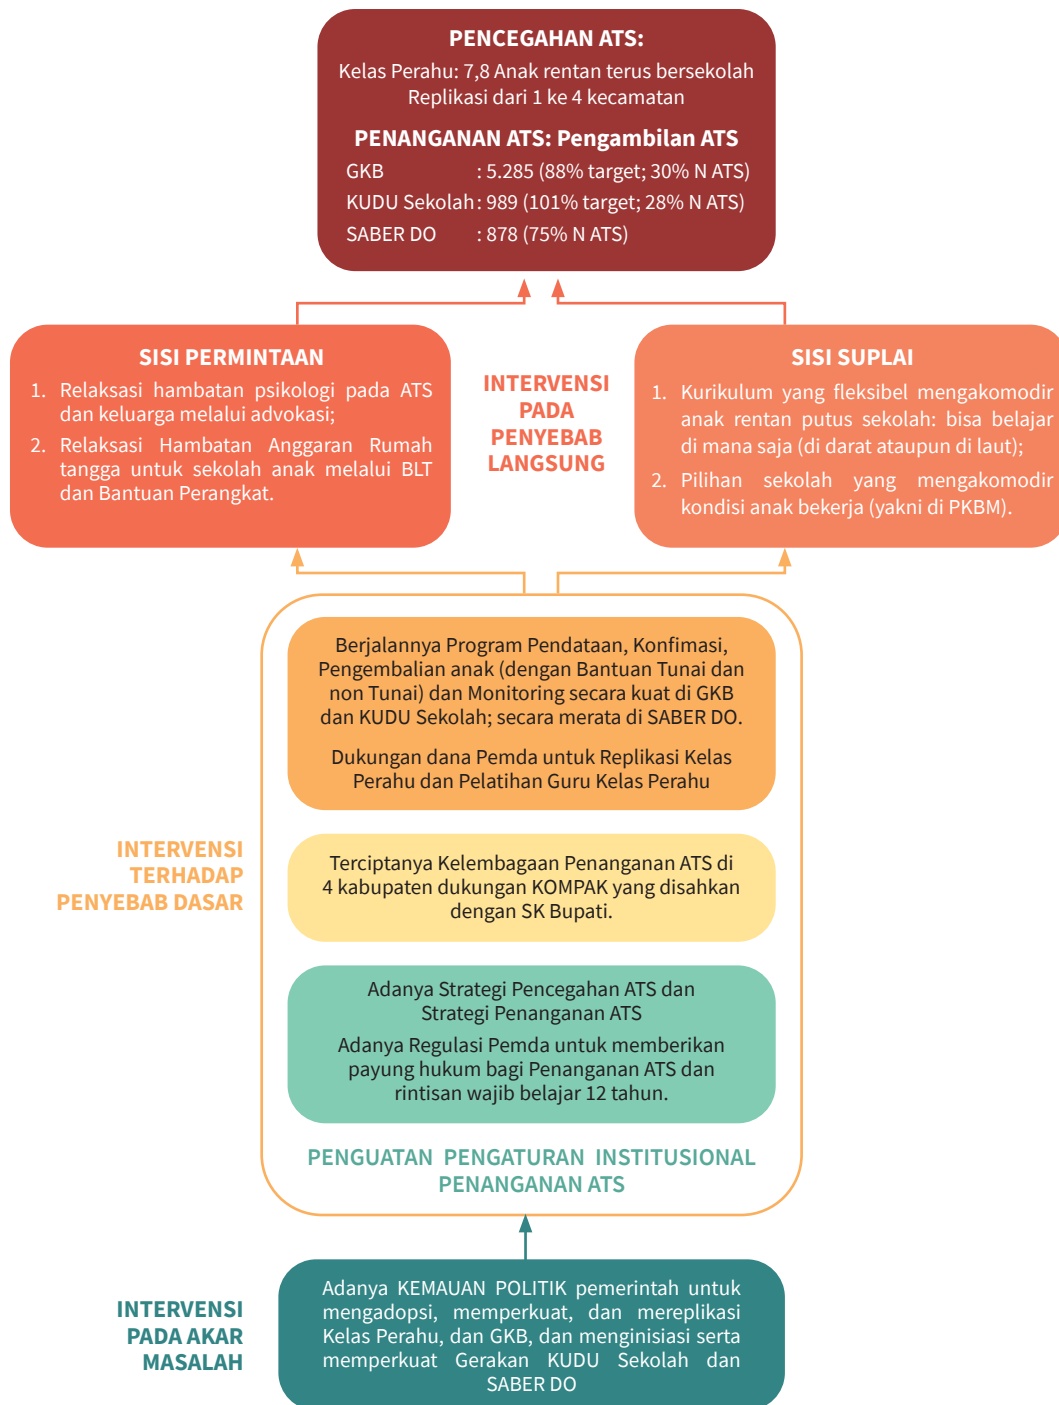 PENCEGAHAN ATS:
Kelas Perahu: 7,8 Anak rentan terus bersekolah
Replikasi dari 1 ke 4 kecamatan
PENANGANAN ATS: Pengambilan ATS
GKB : 5.285 (88% target; 30% N ATS)
KUDU Sekolah : 989 (101% target; 28% N ATS)
SABER DO : 878 (75% N ATS)
SISI PERMINTAAN
1. Relaksasi hambatan psikologi pada ATS
dan keluarga melalui advokasi;
2. Relaksasi Hambatan Anggaran Rumah
tangga untuk sekolah anak melalui BLT
dan Bantuan Perangkat.
INTERVENSI
PADA
PENYEBAB
LANGSUNG
SISI SUPLAI
1. Kurikulum yang fleksibel mengakomodir
anak rentan putus sekolah: bisa belajar
di mana saja (di darat ataupun di laut);
2. Pilihan sekolah yang mengakomodir
kondisi anak bekerja (yakni di PKBM).
Berjalannya Program Pendataan, Konfimasi,
Pengembalian anak (dengan Bantuan Tunai dan
non Tunai) dan Monitoring secara kuat di GKB
dan KUDU Sekolah; secara merata di SABER DO.
Dukungan dana Pemda untuk Replikasi Kelas
Perahu dan Pelatihan Guru Kelas Perahu
INTERVENSI
TERHADAP
PENYEBAB DASAR
Terciptanya Kelembagaan Penanganan ATS di
4 kabupaten dukungan KOMPAK yang disahkan
dengan SK Bupati.
Adanya Strategi Pencegahan ATS dan
Strategi Penanganan ATS
Adanya Regulasi Pemda untuk memberikan
payung hukum bagi Penanganan ATS dan
rintisan wajib belajar 12 tahun.
PENGUATAN PENGATURAN INSTITUSIONAL
PENANGANAN ATS
INTERVENSI
PADA AKAR
MASALAH
Adanya KEMAUAN POLITIK pemerintah untuk
mengadopsi, memperkuat, dan mereplikasi
Kelas Perahu, dan GKB, dan menginisiasi serta
memperkuat Gerakan KUDU Sekolah dan
SABER DO